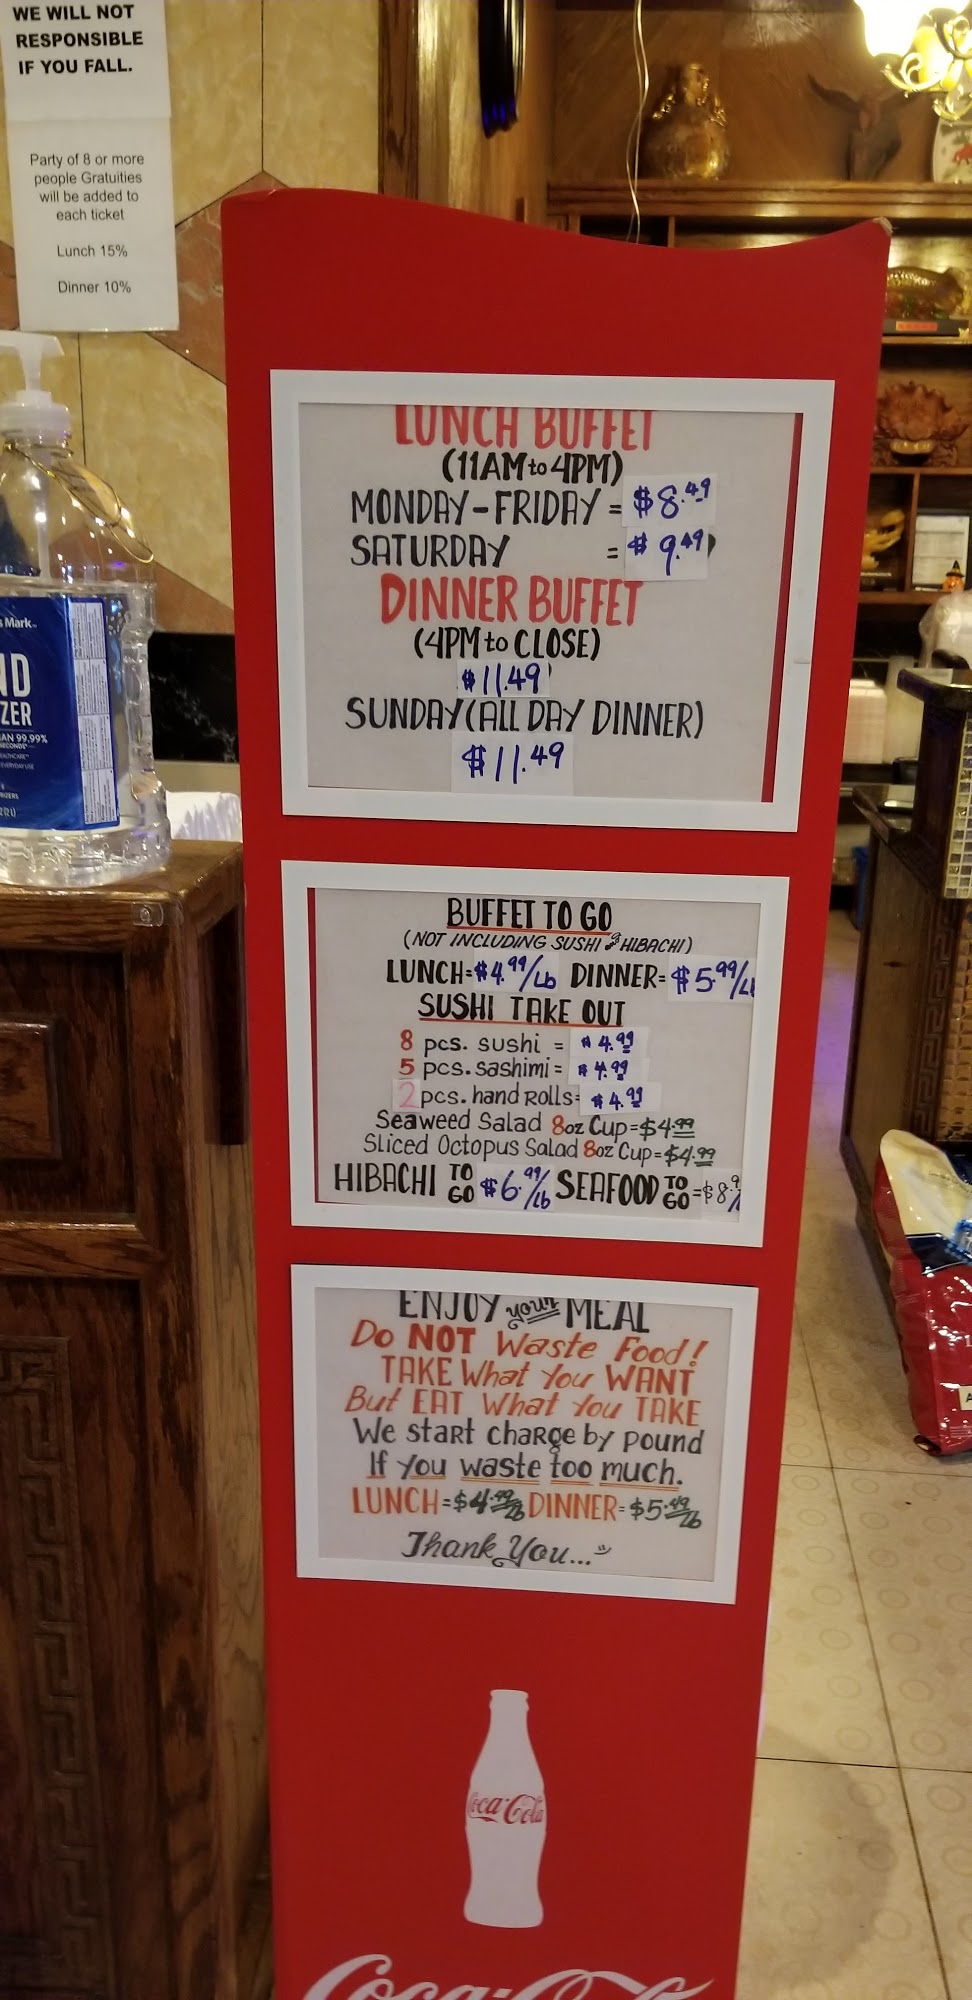 WE WILL NOT
RESPONSIBLE
IF YOU FALL.
Party of 8 or more
people Gratuities
will be added to
each ticket
Lunch 15%
Dinner 10%
LUNCH BUFFET
(11AM to 4PM)
MONDAY-FRIDAY = $8.49
SATURDAY = $9.49
DINNER BUFFET
(4PM to CLOSE)
$11.49
SUNDAY (ALL DAY DINNER)
$11.49
BUFFET TO GO
(NOT INCLUDING SUSHI & HIBACHI)
LUNCH=$4.99/Lb DINNER=$5.99/L
SUSHI TAKE OUT
8 pcs. sushi = $4.99
5 pcs. sashimi = $4.99
2 pcs. hand Rolls= $4.99
Seaweed Salad 8oz Cup=$4.99
Sliced Octopus Salad 8oz Cup=$4.99
HIBACHI TO GO $6.99/lb SEAFOOD TO GO =$8.9/
ENJOY your MEAL
Do NOT Waste Food!
TAKE What You WANT
But EAT What You TAKE
We start charge by pound
If you waste too much.
LUNCH=$4.99/lb DINNER=$5.49/lb
Thank You...
Coca-Cola
Coca-Cola
s Mark
ND
ZER
AN 99.99%